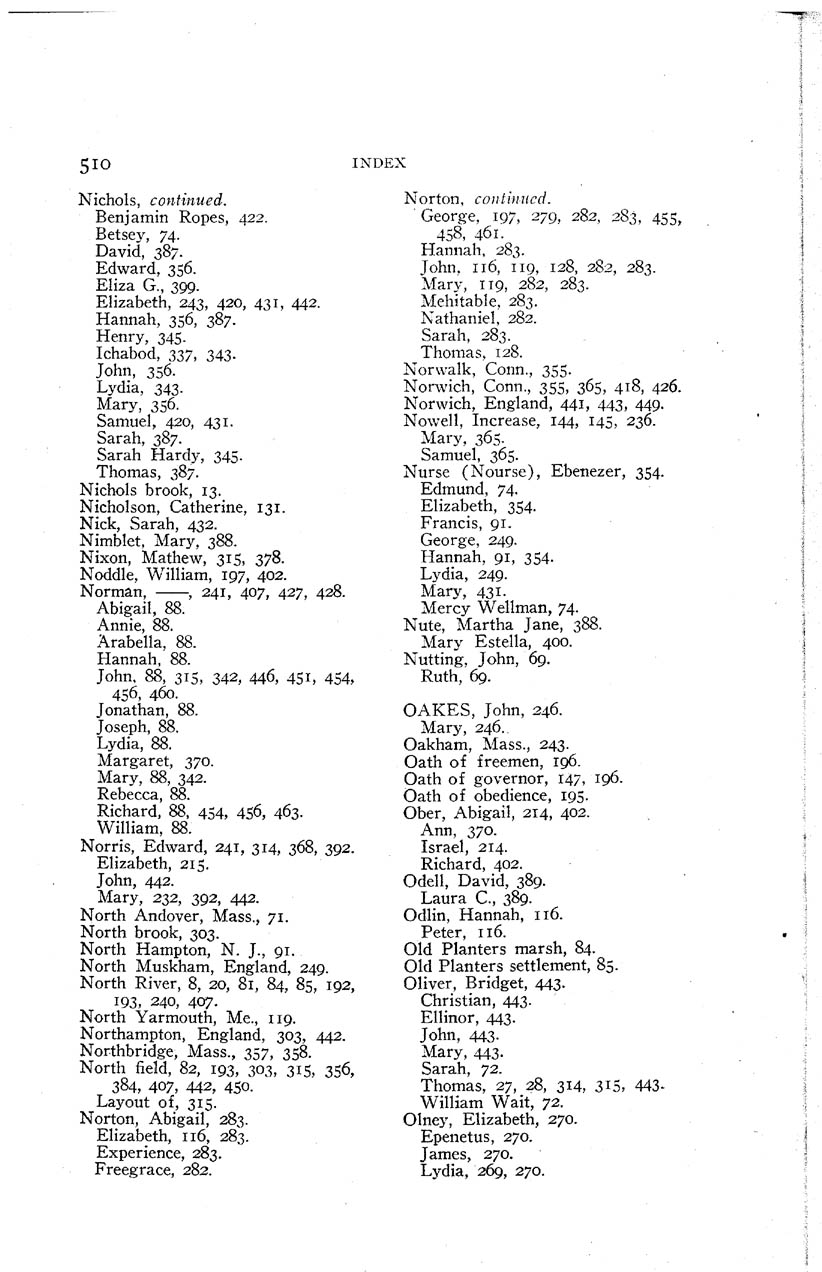 510
INDEX
Nichols, continued.
Benjamin Ropes, 422.
Betsey, 74.
David, 387.
Edward, 356.
Eliza G., 399.
Elizabeth, 243, 420, 431, 442.
Hannah, 356, 387.
Henry, 345.
Ichabod, 337, 343.
John, 356.
Lydia, 343.
Mary, 356.
Samuel, 420, 431.
Sarah, 387.
Sarah Hardy, 345.
Thomas, 387.
Nichols brook, 13.
Nicholson, Catherine, 131.
Nick, Sarah, 432.
Nimblet, Mary, 388.
Nixon, Mathew, 315, 378.
Noddle, William, 197, 402.
Norman, ——, 241, 407, 427, 428.
Abigail, 88.
Annie, 88.
Arabella, 88.
Hannah, 88.
John, 88, 315, 342, 446, 451, 454,
456, 460.
Jonathan, 88.
Joseph, 88.
Lydia, 88.
Margaret, 370.
Mary, 88, 342.
Rebecca, 88.
Richard, 88, 454, 456, 463.
William, 88.
Norris, Edward, 241, 314, 368, 392.
Elizabeth, 215.
John, 442.
Mary, 232, 392, 442.
North Andover, Mass., 71.
North brook, 303.
North Hampton, N. J., 91.
North Muskham, England, 249.
North River, 8, 20, 81, 84, 85, 192,
193, 240, 407.
North Yarmouth, Me., 119.
Northampton, England, 303, 442.
Northbridge, Mass., 357, 358.
North field, 82, 193, 303, 315, 356,
384, 407, 442, 450.
Layout of, 315.
Norton, Abigail, 283.
Elizabeth, 116, 283.
Experience, 283.
Freegrace, 282.
Norton, continued.
George, 197, 279, 282, 283, 455,
458, 461.
Hannah, 283.
John, 116, 119, 128, 282, 283.
Mary, 119, 282, 283.
Mehitable, 283.
Nathaniel, 282.
Sarah, 283.
Thomas, 128.
Norwalk, Conn., 355.
Norwich, Conn., 355, 365, 418, 426.
Norwich, England, 441, 443, 449.
Nowell, Increase, 144, 145, 236.
Mary, 365.
Samuel, 365.
Nurse (Nourse), Ebenezer, 354.
Edmund, 74.
Elizabeth, 354.
Francis, 91.
George, 249.
Hannah, 91, 354.
Lydia, 249.
Mary, 431.
Mercy Wellman, 74.
Nute, Martha Jane, 388.
Mary Estella, 400.
Nutting, John, 69.
Ruth, 69.
OAKES, John, 246.
Mary, 246.
Oakham, Mass., 243.
Oath of freemen, 196.
Oath of governor, 147, 196.
Oath of obedience, 195.
Ober, Abigail, 214, 402.
Ann, 370.
Israel, 214.
Richard, 402.
Odell, David, 389.
Laura C., 389.
Odlin, Hannah, 116.
Peter, 116.
Old Planters marsh, 84.
Old Planters settlement, 85.
Oliver, Bridget, 443.
Christian, 443.
Ellinor, 443.
John, 443.
Mary, 443.
Sarah, 72.
Thomas, 27, 28, 314, 315, 443.
William Wait, 72.
Olney, Elizabeth, 270.
Epenetus, 270.
James, 270.
Lydia, 269, 270.